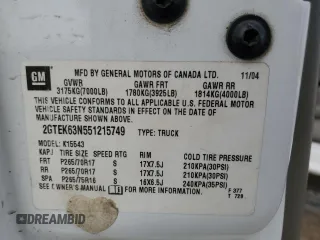 GM
MFD BY GENERAL MOTORS OF CANADA LTD. 11/04
GVWR GAWR FRT GAWR RR
3175KG(7000LB) 1780KG(3925LB) 1814KG(4000LB)
THIS VEHICLE CONFORMS TO ALL APPLICABLE U.S. FEDERAL MOTOR
VEHICLE SAFETY STANDARDS IN EFFECT ON THE DATE OF
MANUFACTURE SHOWN ABOVE.
2GTEK63N551215749 TYPE: TRUCK
MODEL: K15643
TIRE SIZE SPEED RTG RIM COLD TIRE PRESSURE
FRT P265/70R17 S 17X7.5J 210KPA(30PSI)
RR P265/70R17 S 17X7.5J 210KPA(30PSI)
SPA P265/75R16 S 16X6.5J 240KPA(35PSI)
SEE OWNER'S MANUAL FOR MORE INFORMATION.
F 377
T 728
DREAMBID
.COM